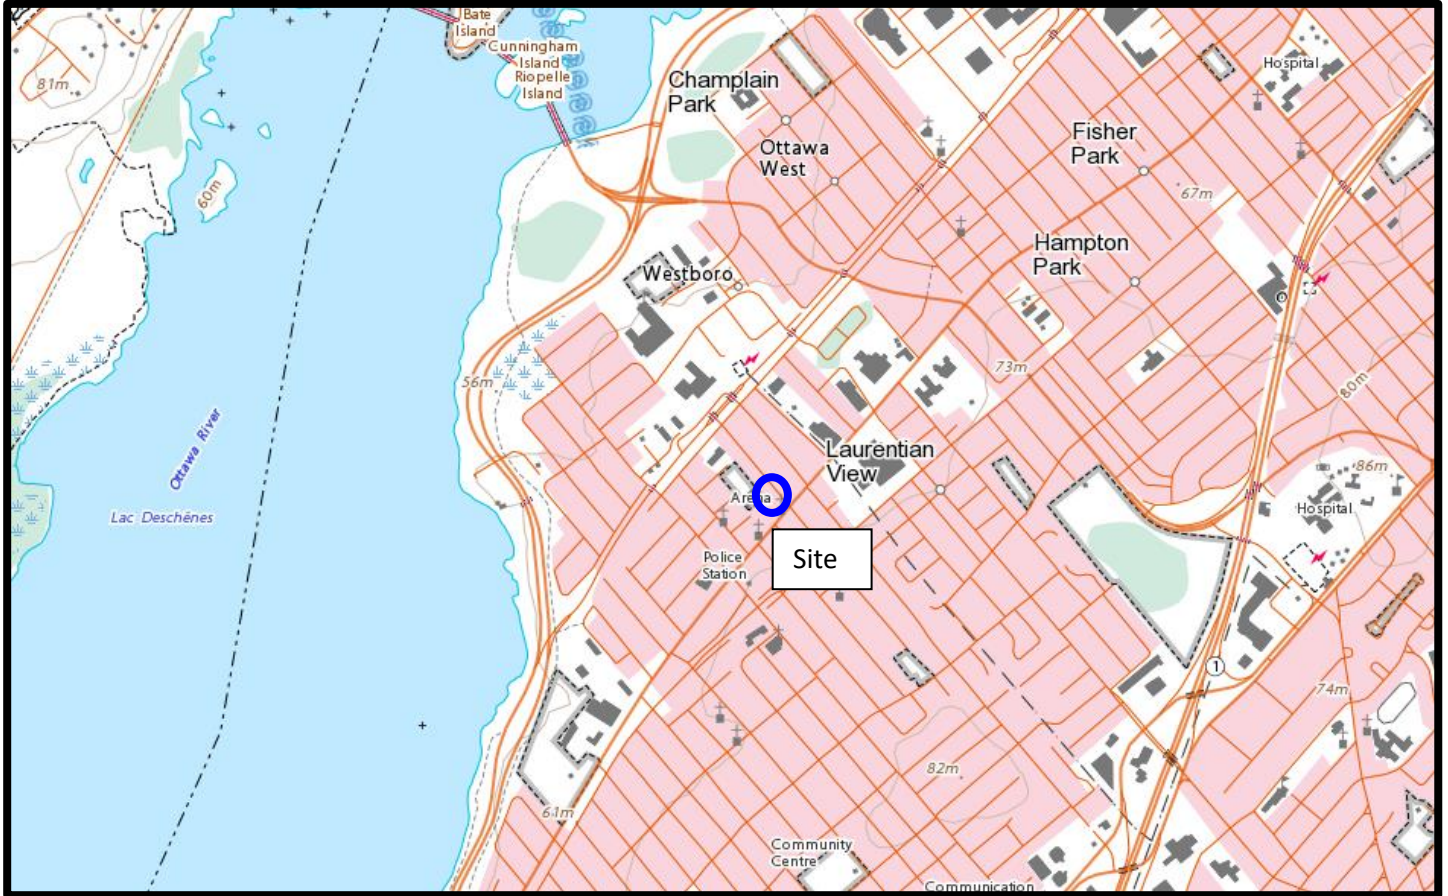 Bate
Island
Cunningham
Island
Riopelle
Island
81m
60m
Champlain
Park
Ottawa
West
Fisher
Park
Hospital
67m
Hampton
Park
Westboro
56m
73m
80m
Ottawa River
Lac Deschênes
Laurentian
View
Arena
Site
Police
Station
86m
Hospital
1
74m
82m
61m
Community
Centre
Communication